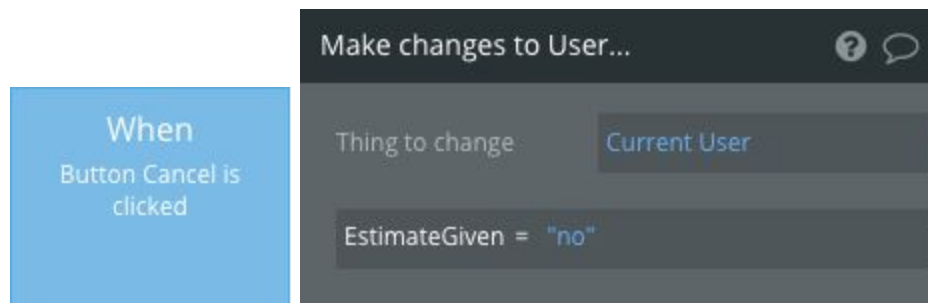 Make changes to User...
When
Button Cancel is
clicked
Thing to change Current User
EstimateGiven = "no"